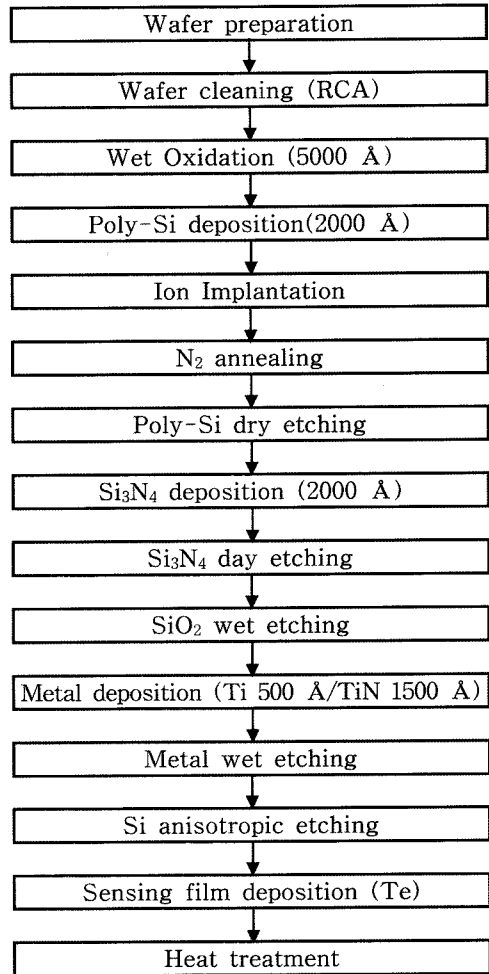 Wafer preparation
Wafer cleaning (RCA)
Wet Oxidation (5000 Å)
Poly-Si deposition(2000 Å)
Ion Implantation
N₂ annealing
Poly-Si dry etching
Si₃N₄ deposition (2000 Å)
Si₃N₄ day etching
SiO₂ wet etching
Metal deposition (Ti 500 Å/TiN 1500 Å)
Metal wet etching
Si anisotropic etching
Sensing film deposition (Te)
Heat treatment